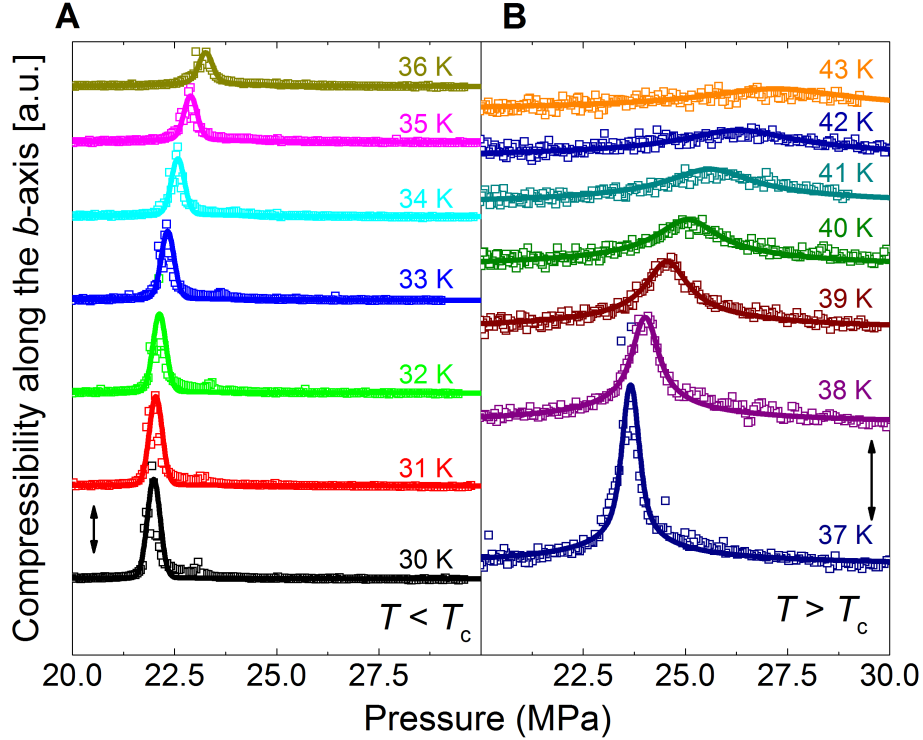 A
B
Compressibility along the b-axis [a.u.]
36 K
35 K
34 K
33 K
32 K
31 K
30 K
T < Tc
43 K
42 K
41 K
40 K
39 K
38 K
37 K
T > Tc
20.0 22.5 25.0 27.5 22.5 25.0 27.5 30.0
Pressure (MPa)